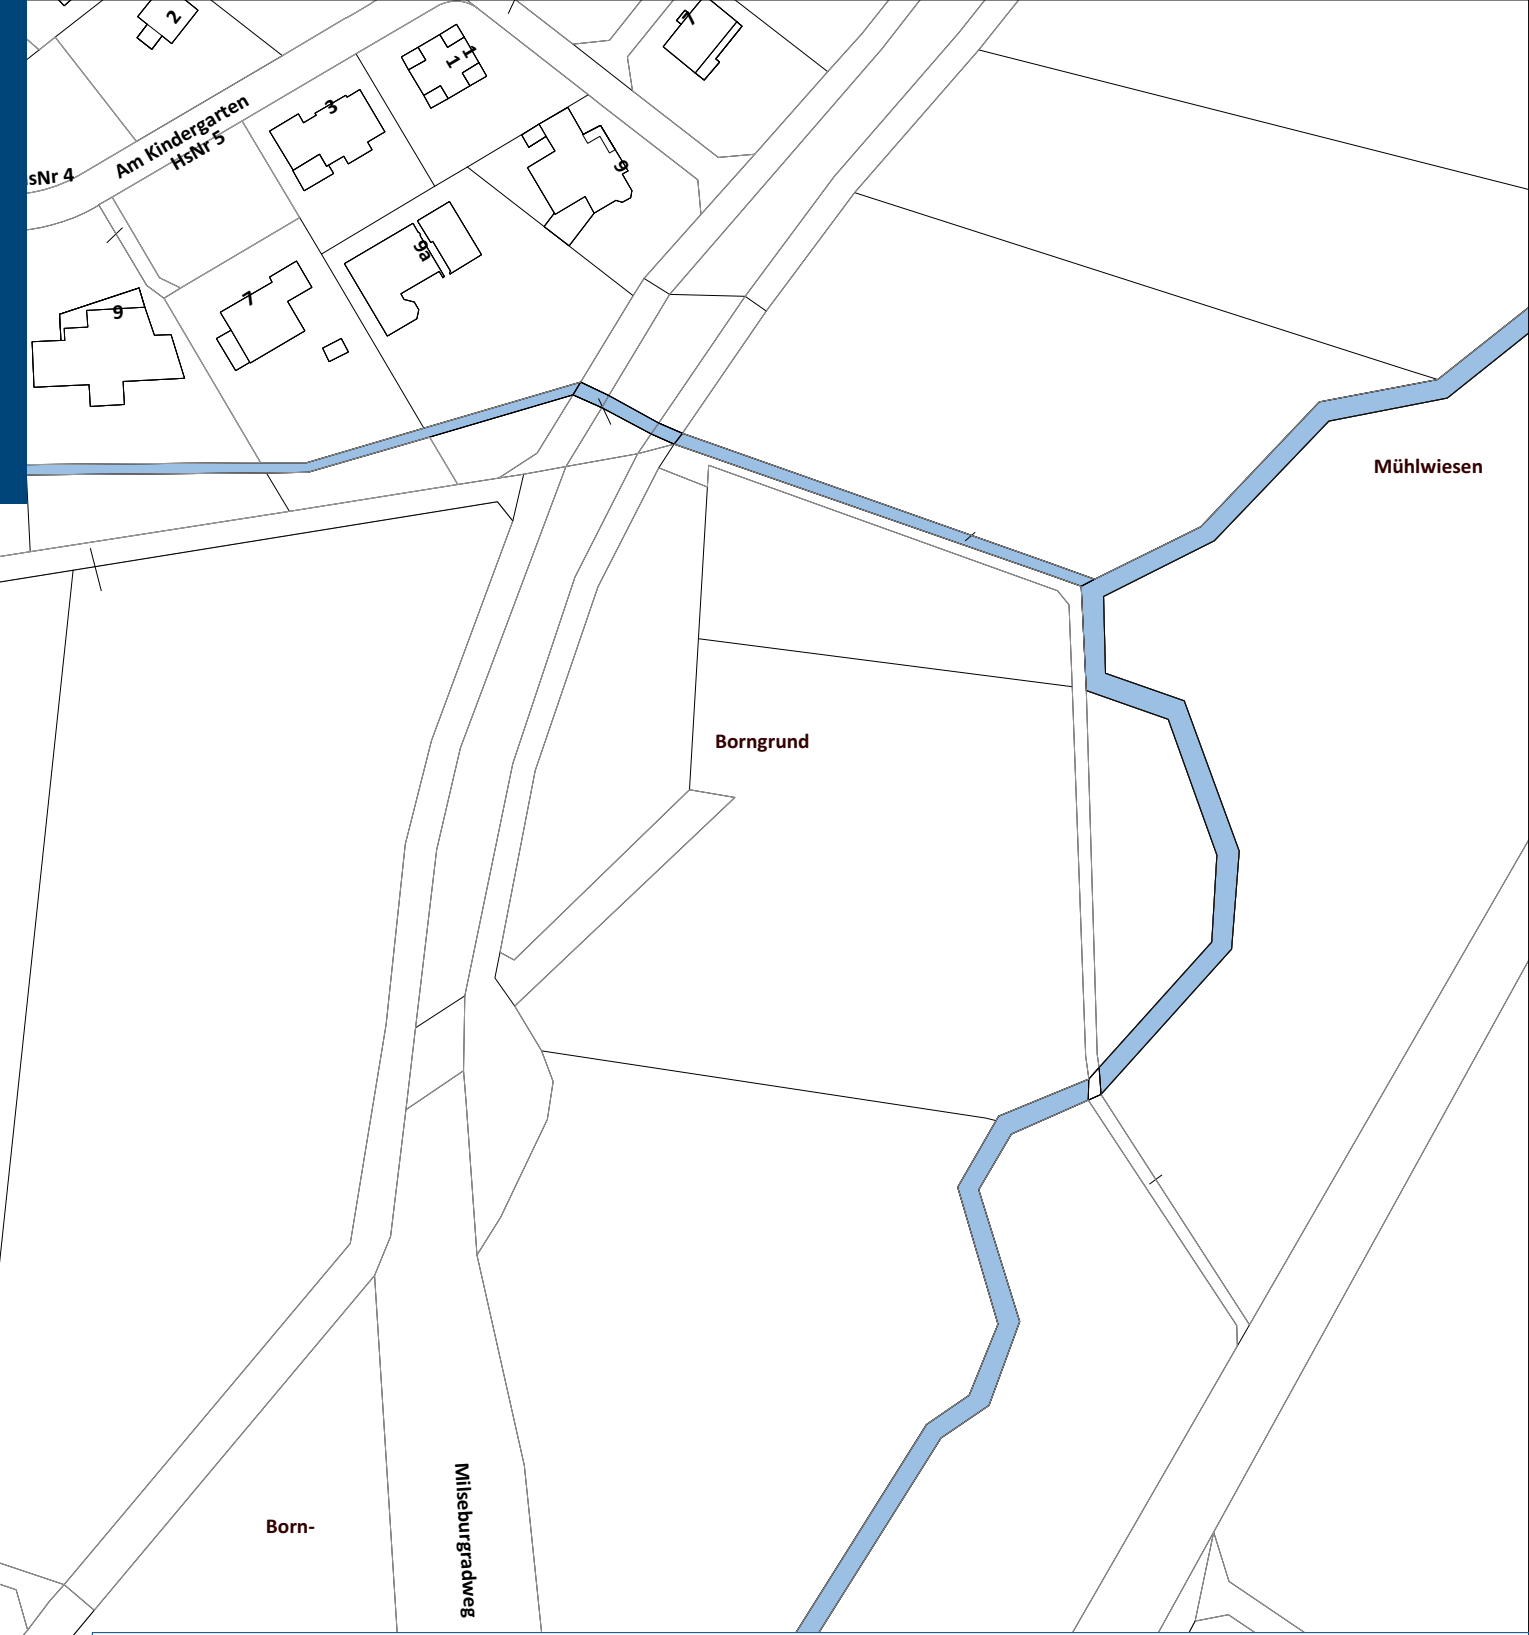 2
7
1
1
3
Am Kindergarten
HsNr 5
sNr 4
9
9a
7
9
Mühlwiesen
Borngrund
Born-
Milseburgradweg